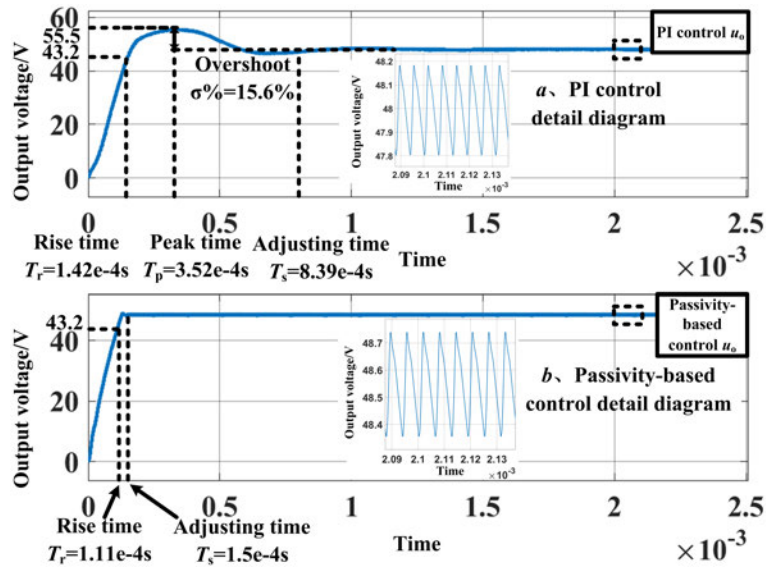 60
55.5
43.2
40
20
0
Output voltage/V
PI control uₒ
Overshoot
σ%=15.6%
48.2
48.1
48
47.9
47.8
Output voltage/V
2.09 2.1 2.11 2.12 2.13
Time
×10⁻³
a、PI control
detail diagram
0 0.5 1 1.5 2 2.5
Time
×10⁻³
Rise time
Tᵣ=1.42e-4s
Peak time
Tₚ=3.52e-4s
Adjusting time
Tₛ=8.39e-4s
43.2
40
20
0
Output voltage/V
Passivity-
based
control uₒ
48.7
48.6
48.5
48.4
Output voltage/V
2.09 2.1 2.11 2.12 2.13
Time
×10⁻³
b、Passivity-based
control detail diagram
0 0.5 1 1.5 2 2.5
Time
×10⁻³
Rise time
Tᵣ=1.11e-4s
Adjusting time
Tₛ=1.5e-4s